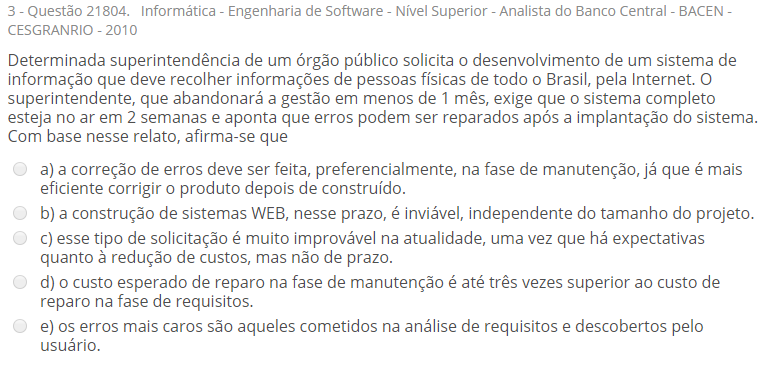 3 - Questão 21804. Informática - Engenharia de Software - Nível Superior - Analista do Banco Central - BACEN -
CESGRANRIO - 2010
Determinada superintendência de um órgão público solicita o desenvolvimento de um sistema de
informação que deve recolher informações de pessoas físicas de todo o Brasil, pela Internet. O
superintendente, que abandonará a gestão em menos de 1 mês, exige que o sistema completo
esteja no ar em 2 semanas e aponta que erros podem ser reparados após a implantação do sistema.
Com base nesse relato, afirma-se que
a) a correção de erros deve ser feita, preferencialmente, na fase de manutenção, já que é mais
eficiente corrigir o produto depois de construído.
b) a construção de sistemas WEB, nesse prazo, é inviável, independente do tamanho do projeto.
c) esse tipo de solicitação é muito improvável na atualidade, uma vez que há expectativas
quanto à redução de custos, mas não de prazo.
d) o custo esperado de reparo na fase de manutenção é até três vezes superior ao custo de
reparo na fase de requisitos.
e) os erros mais caros são aqueles cometidos na análise de requisitos e descobertos pelo
usuário.